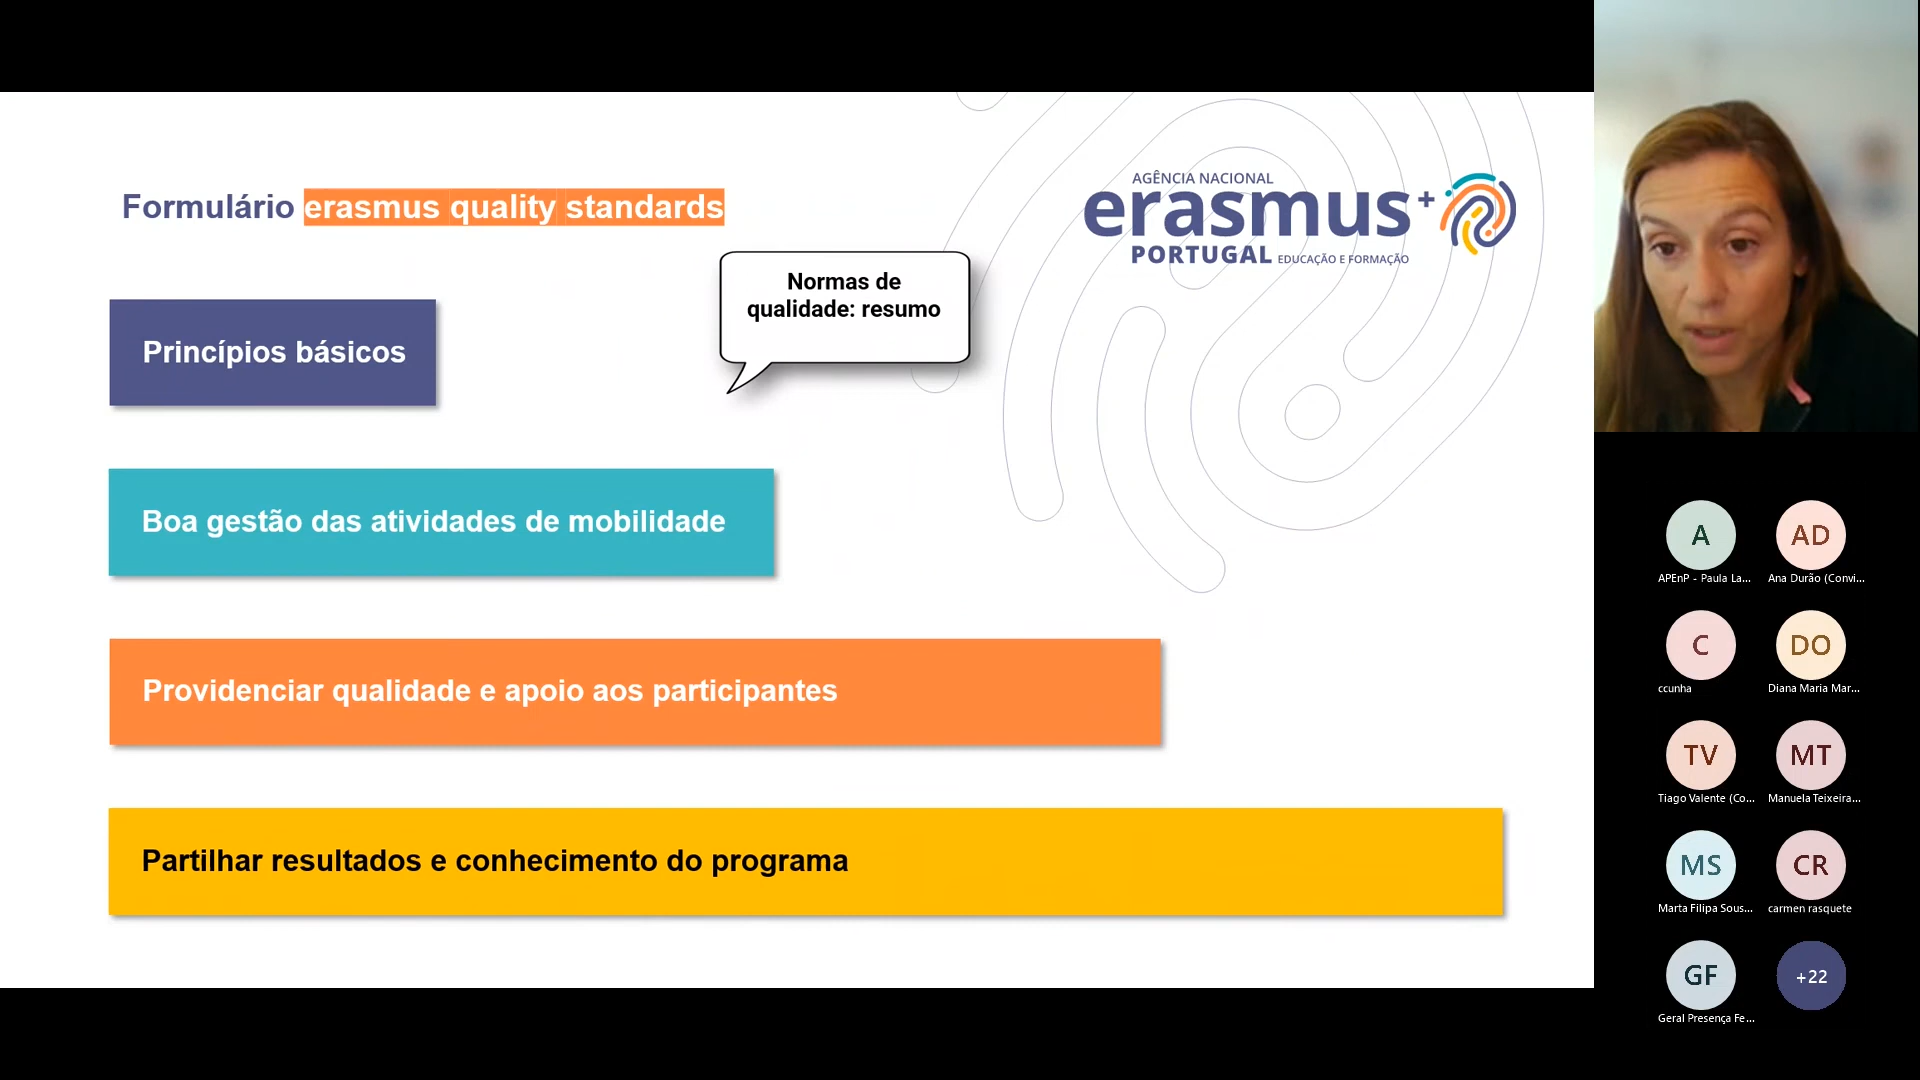 AGÊNCIA NACIONAL
erasmus+
PORTUGAL EDUCAÇÃO E FORMAÇÃO
Formulário erasmus quality standards
Normas de
qualidade: resumo
Princípios básicos
Boa gestão das atividades de mobilidade
Providenciar qualidade e apoio aos participantes
Partilhar resultados e conhecimento do programa
A
APEnP - Paula La...
AD
Ana Durão (Convi...
C
ccunha
DO
Diana Maria Mar...
TV
Tiago Valente (Co...
MT
Manuela Teixeira...
MS
Marta Filipa Sous...
CR
carmen rasquete
GF
Geral Presença Fe...
+22